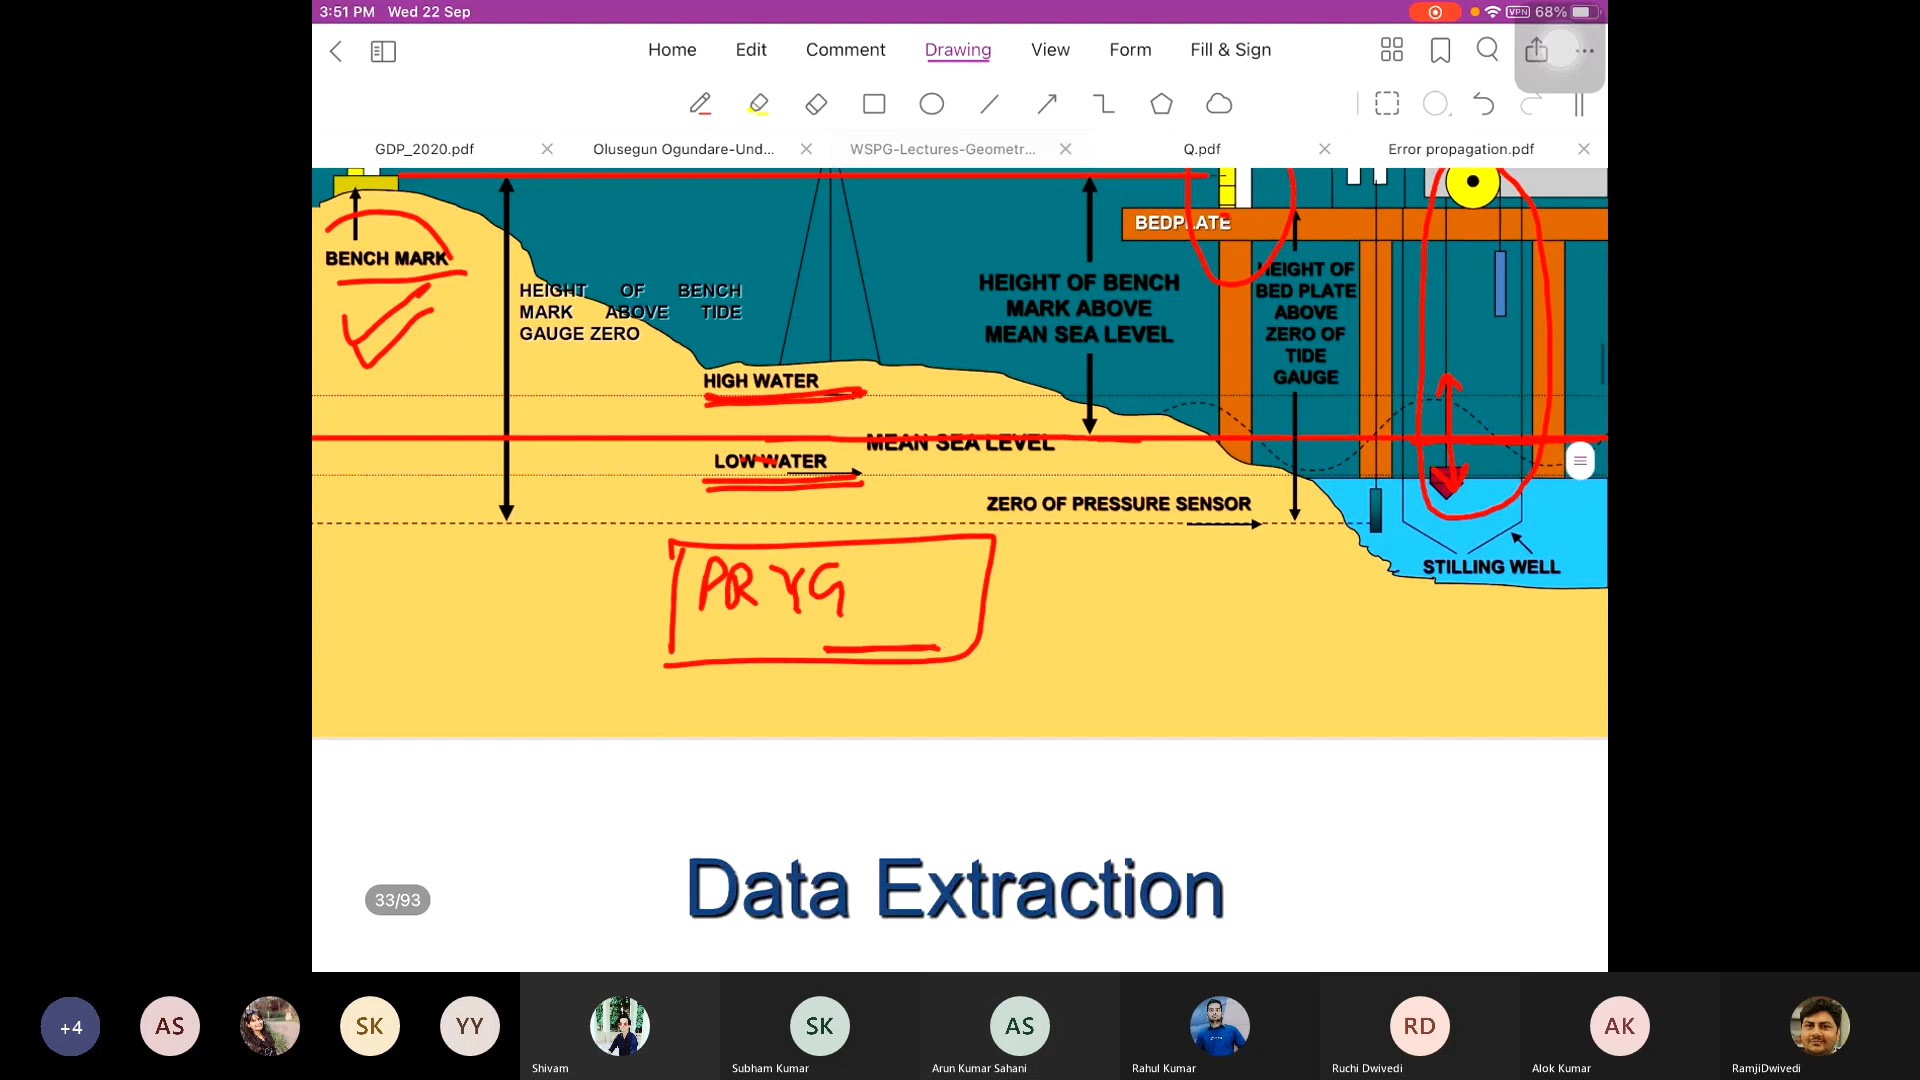 3:51 PM Wed 22 Sep
VPN 68%
Home Edit Comment Drawing View Form Fill & Sign
GDP_2020.pdf
Olusegun Ogundare-Und...
WSPG-Lectures-Geometr...
Q.pdf
Error propagation.pdf
BENCH MARK
HEIGHT OF BENCH
MARK ABOVE TIDE
GAUGE ZERO
HIGH WATER
MEAN SEA LEVEL
LOW WATER
ZERO OF PRESSURE SENSOR
HEIGHT OF BENCH
MARK ABOVE
MEAN SEA LEVEL
BEDPLATE
HEIGHT OF
BED PLATE
ABOVE
ZERO OF
TIDE
GAUGE
STILLING WELL
33/93
Data Extraction
+4
AS
SK
YY
Shivam
SK
Subham Kumar
AS
Arun Kumar Sahani
Rahul Kumar
RD
Ruchi Dwivedi
AK
Alok Kumar
RamjiDwivedi